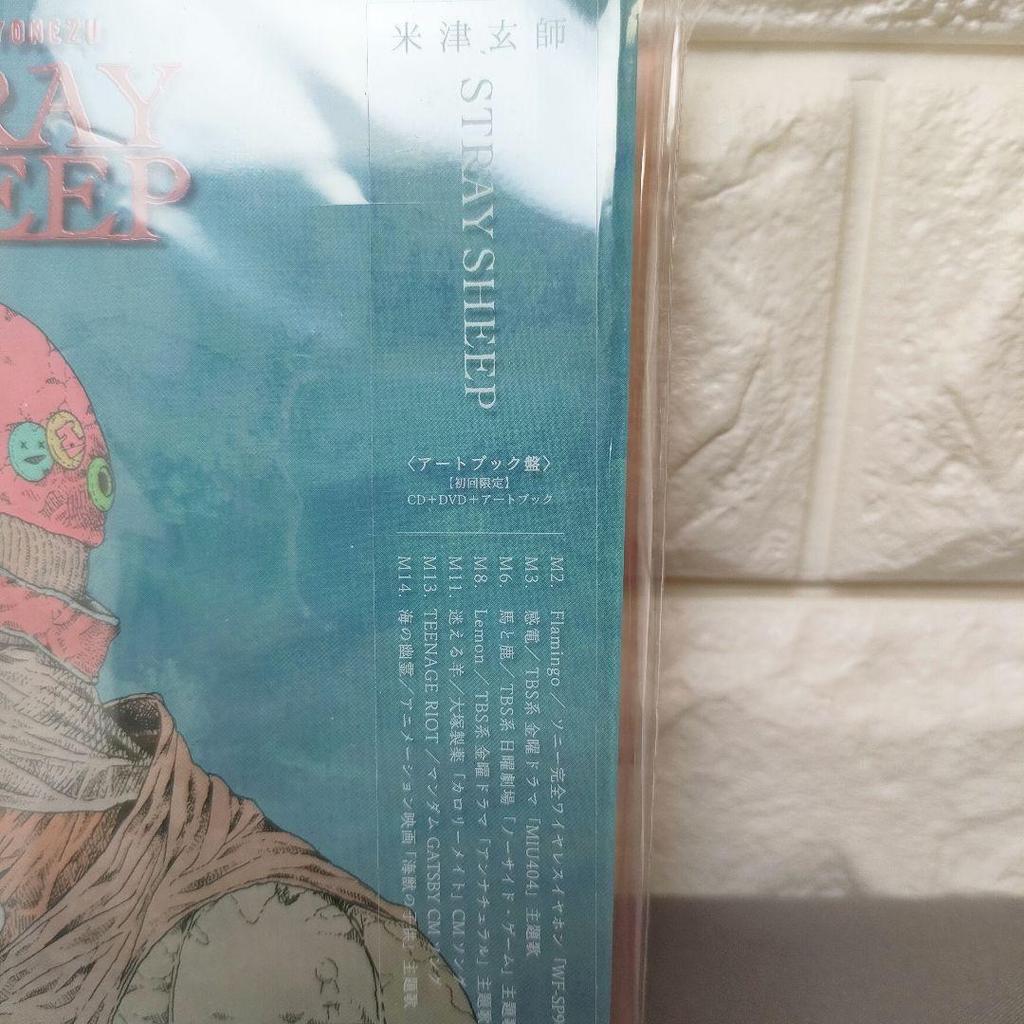 YONEZU
RAY
EEP
米津玄師
STRAY SHEEP
〈アートブック盤〉
【初回限定】
CD+DVD+アートブック
M2. Flamingo／ソニー完全ワイヤレスイヤホン「WF-SP9
M3. 感電／TBS系 金曜ドラマ「MIU404」主題歌
M6. 馬と鹿／TBS系 日曜劇場「ノーサイド・ゲーム」主題
M8. Lemon／TBS系 金曜ドラマ「アンナチュラル」主題歌
M11. 迷える羊／大塚製薬「カロリーメイト」CMソング
M13. TEENAGE RIOT／マンダム GATSBY CM
M14. 海の幽霊／アニメーション映画「海獣の子供」主題歌